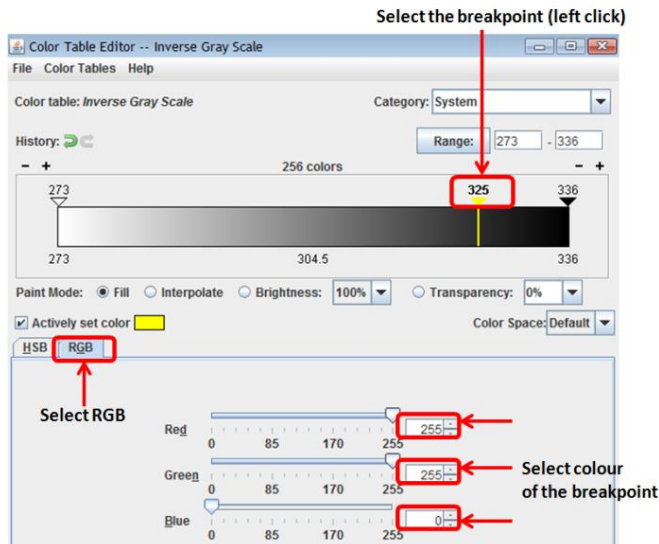 Select the breakpoint (left click)
Color Table Editor -- Inverse Gray Scale
File Color Tables Help
Color table: Inverse Gray Scale
Category: System
History:
Range: 273 - 336
- +
256 colors
- +
273
325
336
273
304.5
336
Paint Mode: Fill Interpolate Brightness: 100% Transparency: 0%
Actively set color
Color Space: Default
HSB RGB
Select RGB
Red
255
0 85 170 255
Green
255
0 85 170 255
Select colour
of the breakpoint
Blue
0
0 85 170 255